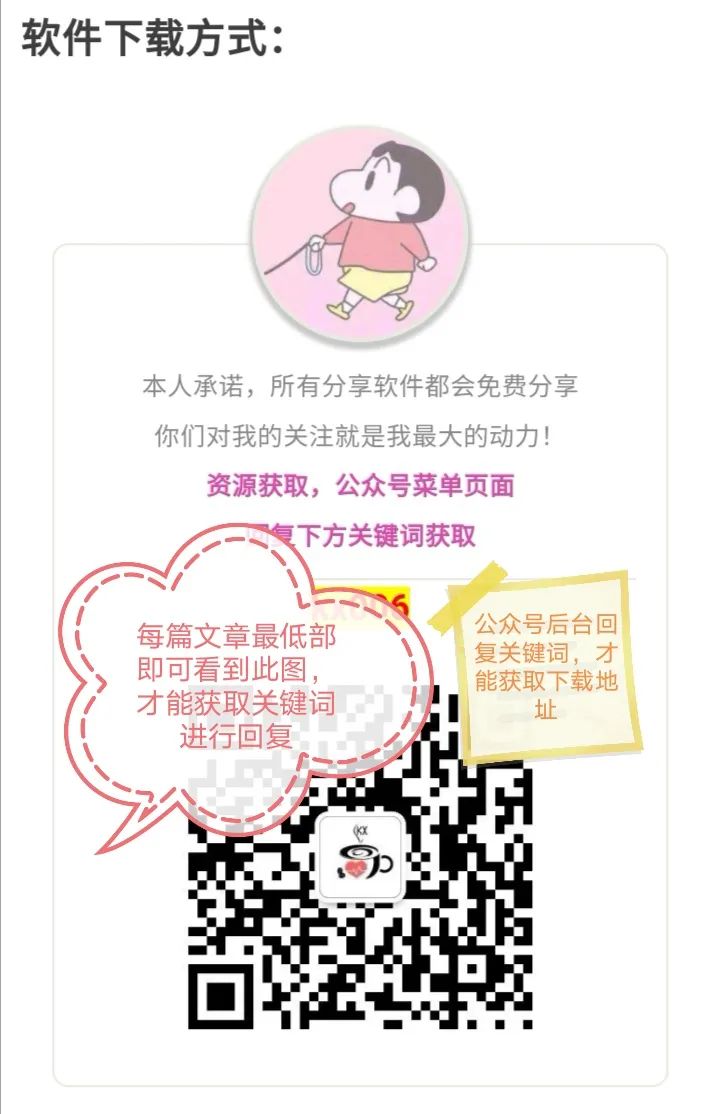 软件下载方式：
本人承诺，所有分享软件都会免费分享
你们对我的关注就是我最大的动力！
资源获取，公众号菜单页面
回复下方关键词获取
kx006
每篇文章最低部
即可看到此图，
才能获取关键词
进行回复
公众号后台回
复关键词，才
能获取下载地
址
KX